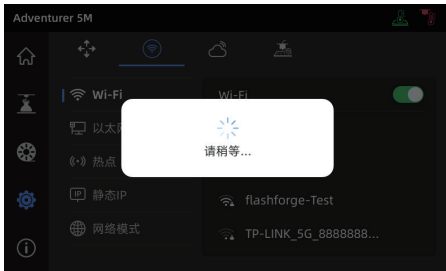 Adventurer 5M
Wi-Fi
Wi-Fi
以太
请稍等...
热点
IP 静态IP
flashforge-Test
网络模式
TP-LINK_5G_8888888...